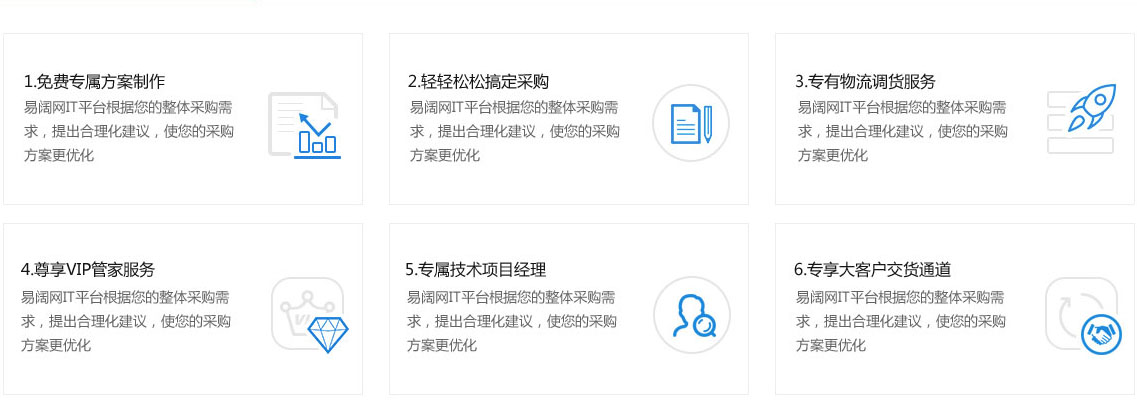 1.免费专属方案制作
易阔网IT平台根据您的整体采购需
求，提出合理化建议，使您的采购
方案更优化
2.轻轻松松搞定采购
易阔网IT平台根据您的整体采购需
求，提出合理化建议，使您的采购
方案更优化
3.专有物流调货服务
易阔网IT平台根据您的整体采购需
求，提出合理化建议，使您的采购
方案更优化
4.尊享VIP管家服务
易阔网IT平台根据您的整体采购需
求，提出合理化建议，使您的采购
方案更优化
5.专属技术项目经理
易阔网IT平台根据您的整体采购需
求，提出合理化建议，使您的采购
方案更优化
6.专享大客户交货通道
易阔网IT平台根据您的整体采购需
求，提出合理化建议，使您的采购
方案更优化